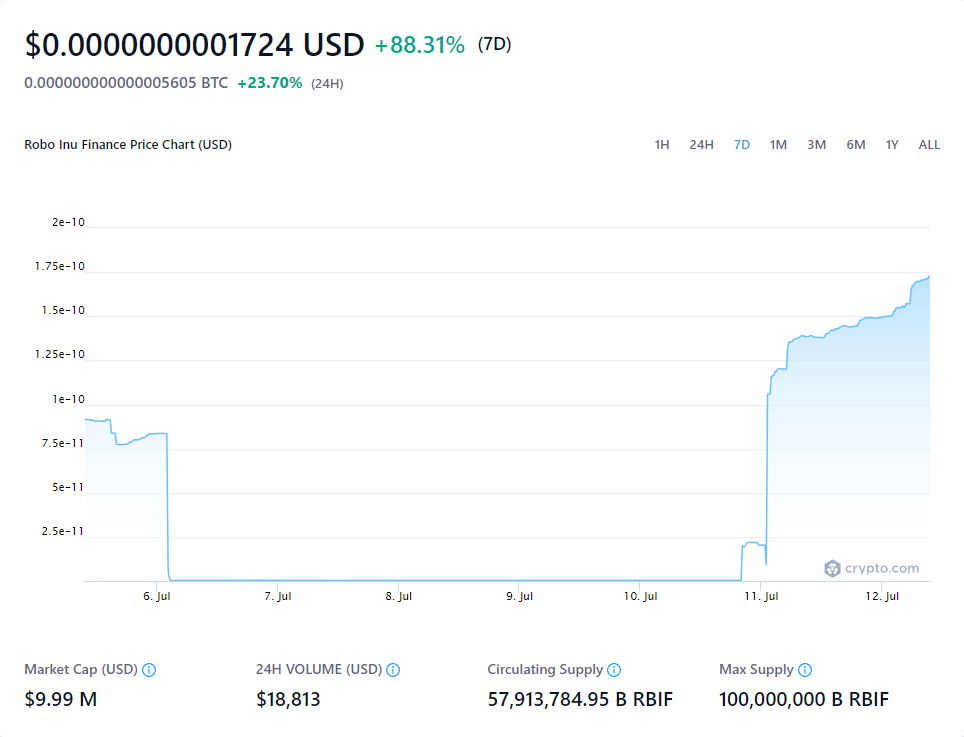 $0.0000000001724 USD +88.31% (7D)
0.000000000000005605 BTC +23.70% (24H)
Robo Inu Finance Price Chart (USD) 1H 24H 7D 1M 3M 6M 1Y ALL
2e-10
1.75e-10
1.5e-10
1.25e-10
1e-10
7.5e-11
5e-11
2.5e-11
crypto.com
6. Jul 7. Jul 8. Jul 9. Jul 10. Jul 11. Jul 12. Jul
Market Cap (USD) 24H VOLUME (USD) Circulating Supply Max Supply
$9.99 M $18,813 57,913,784.95 B RBIF 100,000,000 B RBIF